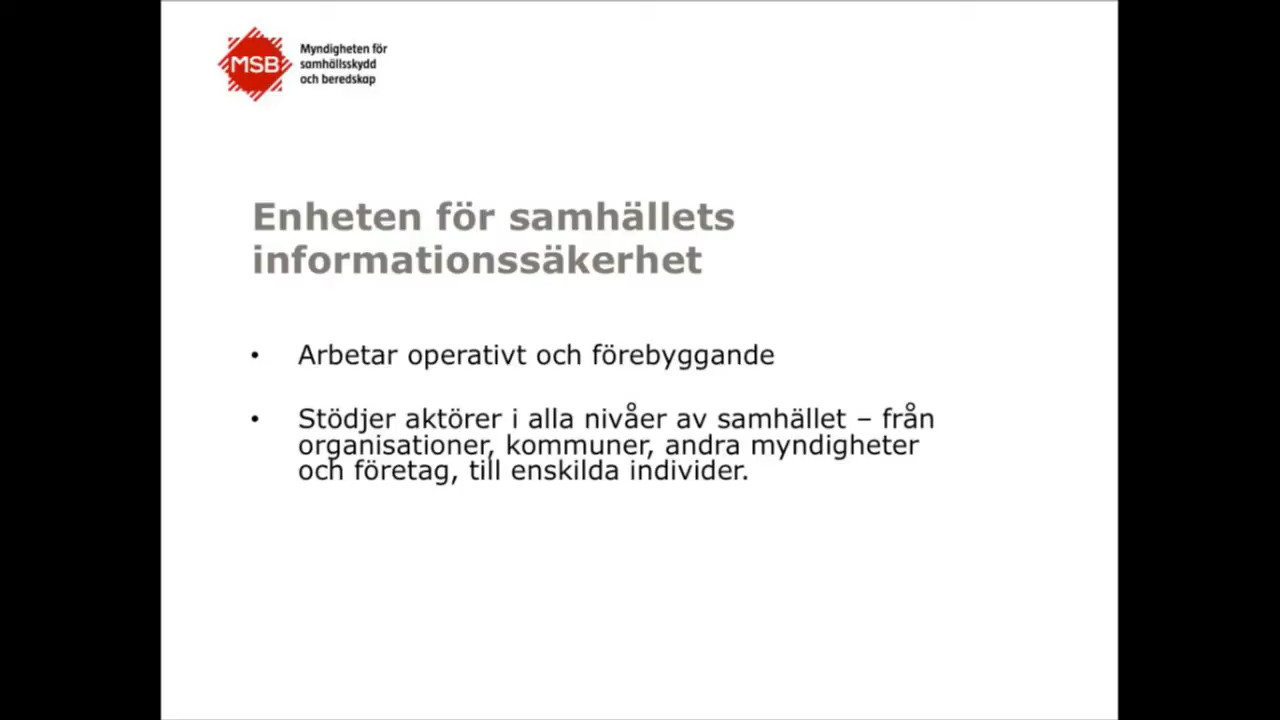 MSB
Myndigheten för
samhällsskydd
och beredskap
Enheten för samhällets
informationssäkerhet
• Arbetar operativt och förebyggande
• Stödjer aktörer i alla nivåer av samhället – från
organisationer, kommuner, andra myndigheter
och företag, till enskilda individer.